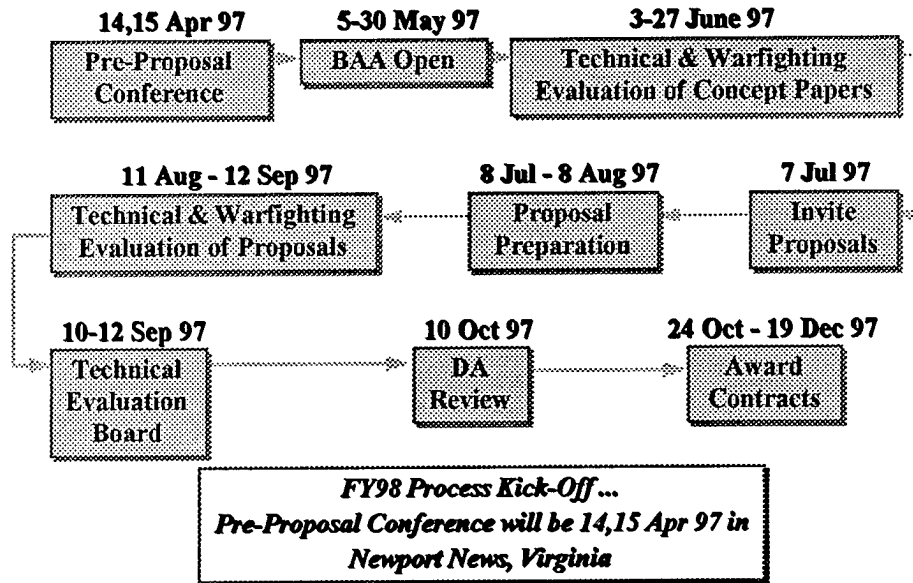 14,15 Apr 97
Pre-Proposal
Conference
5-30 May 97
BAA Open
3-27 June 97
Technical & Warfighting
Evaluation of Concept Papers
7 Jul 97
Invite
Proposals
8 Jul - 8 Aug 97
Proposal
Preparation
11 Aug - 12 Sep 97
Technical & Warfighting
Evaluation of Proposals
10-12 Sep 97
Technical
Evaluation
Board
10 Oct 97
DA
Review
24 Oct - 19 Dec 97
Award
Contracts
FY98 Process Kick-Off ...
Pre-Proposal Conference will be 14,15 Apr 97 in
Newport News, Virginia